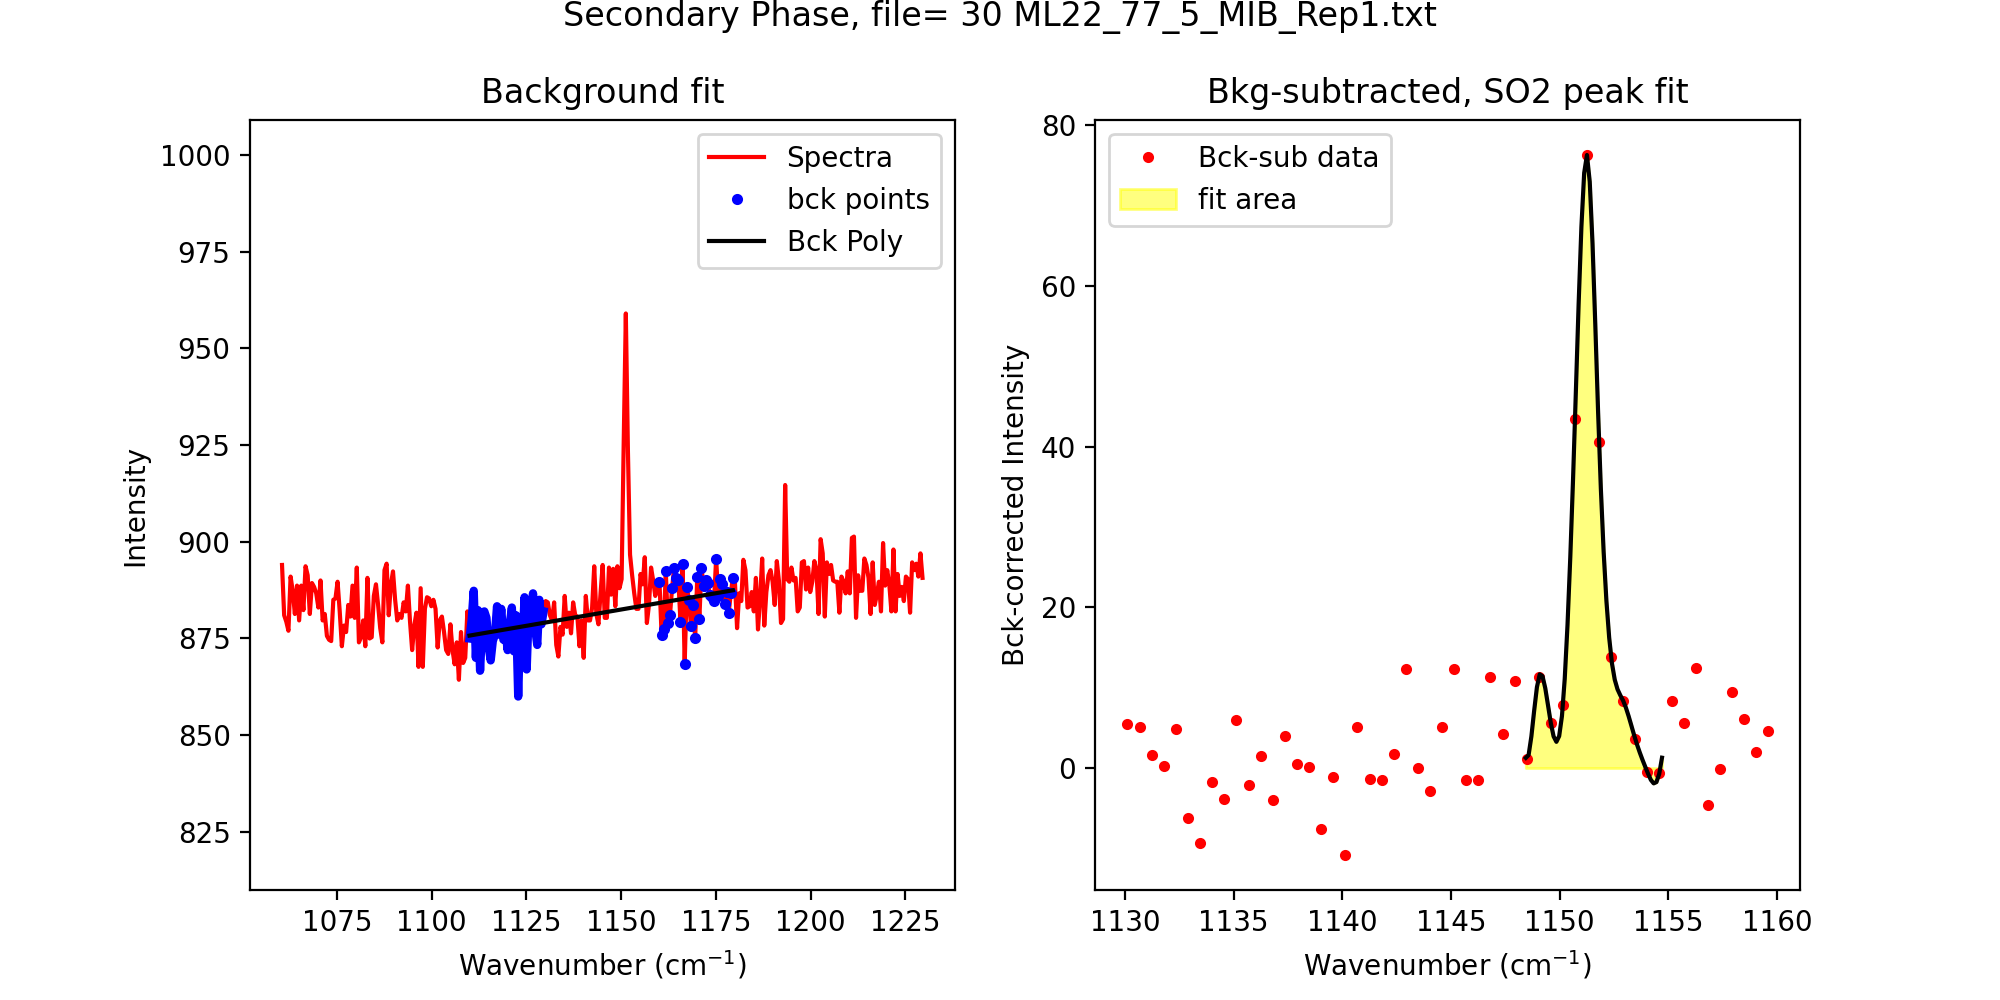 Secondary Phase, file= 30 ML22_77_5_MIB_Rep1.txt
Background fit
Spectra
bck points
Bck Poly
Intensity
1000
975
950
925
900
875
850
825
1075 1100 1125 1150 1175 1200 1225
Wavenumber (cm⁻¹)
Bkg-subtracted, SO2 peak fit
Bck-sub data
fit area
Bck-corrected Intensity
80
60
40
20
0
1130 1135 1140 1145 1150 1155 1160
Wavenumber (cm⁻¹)